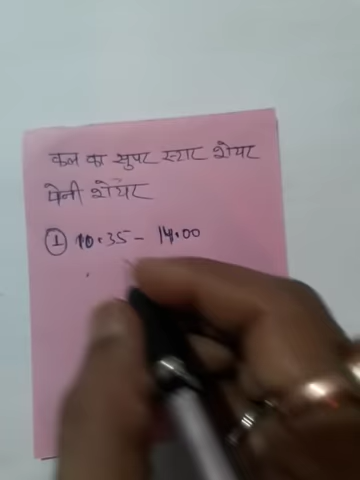 कल का सुपर स्टार शेयर
पेनी शेयर
① 10.35 - 14.00